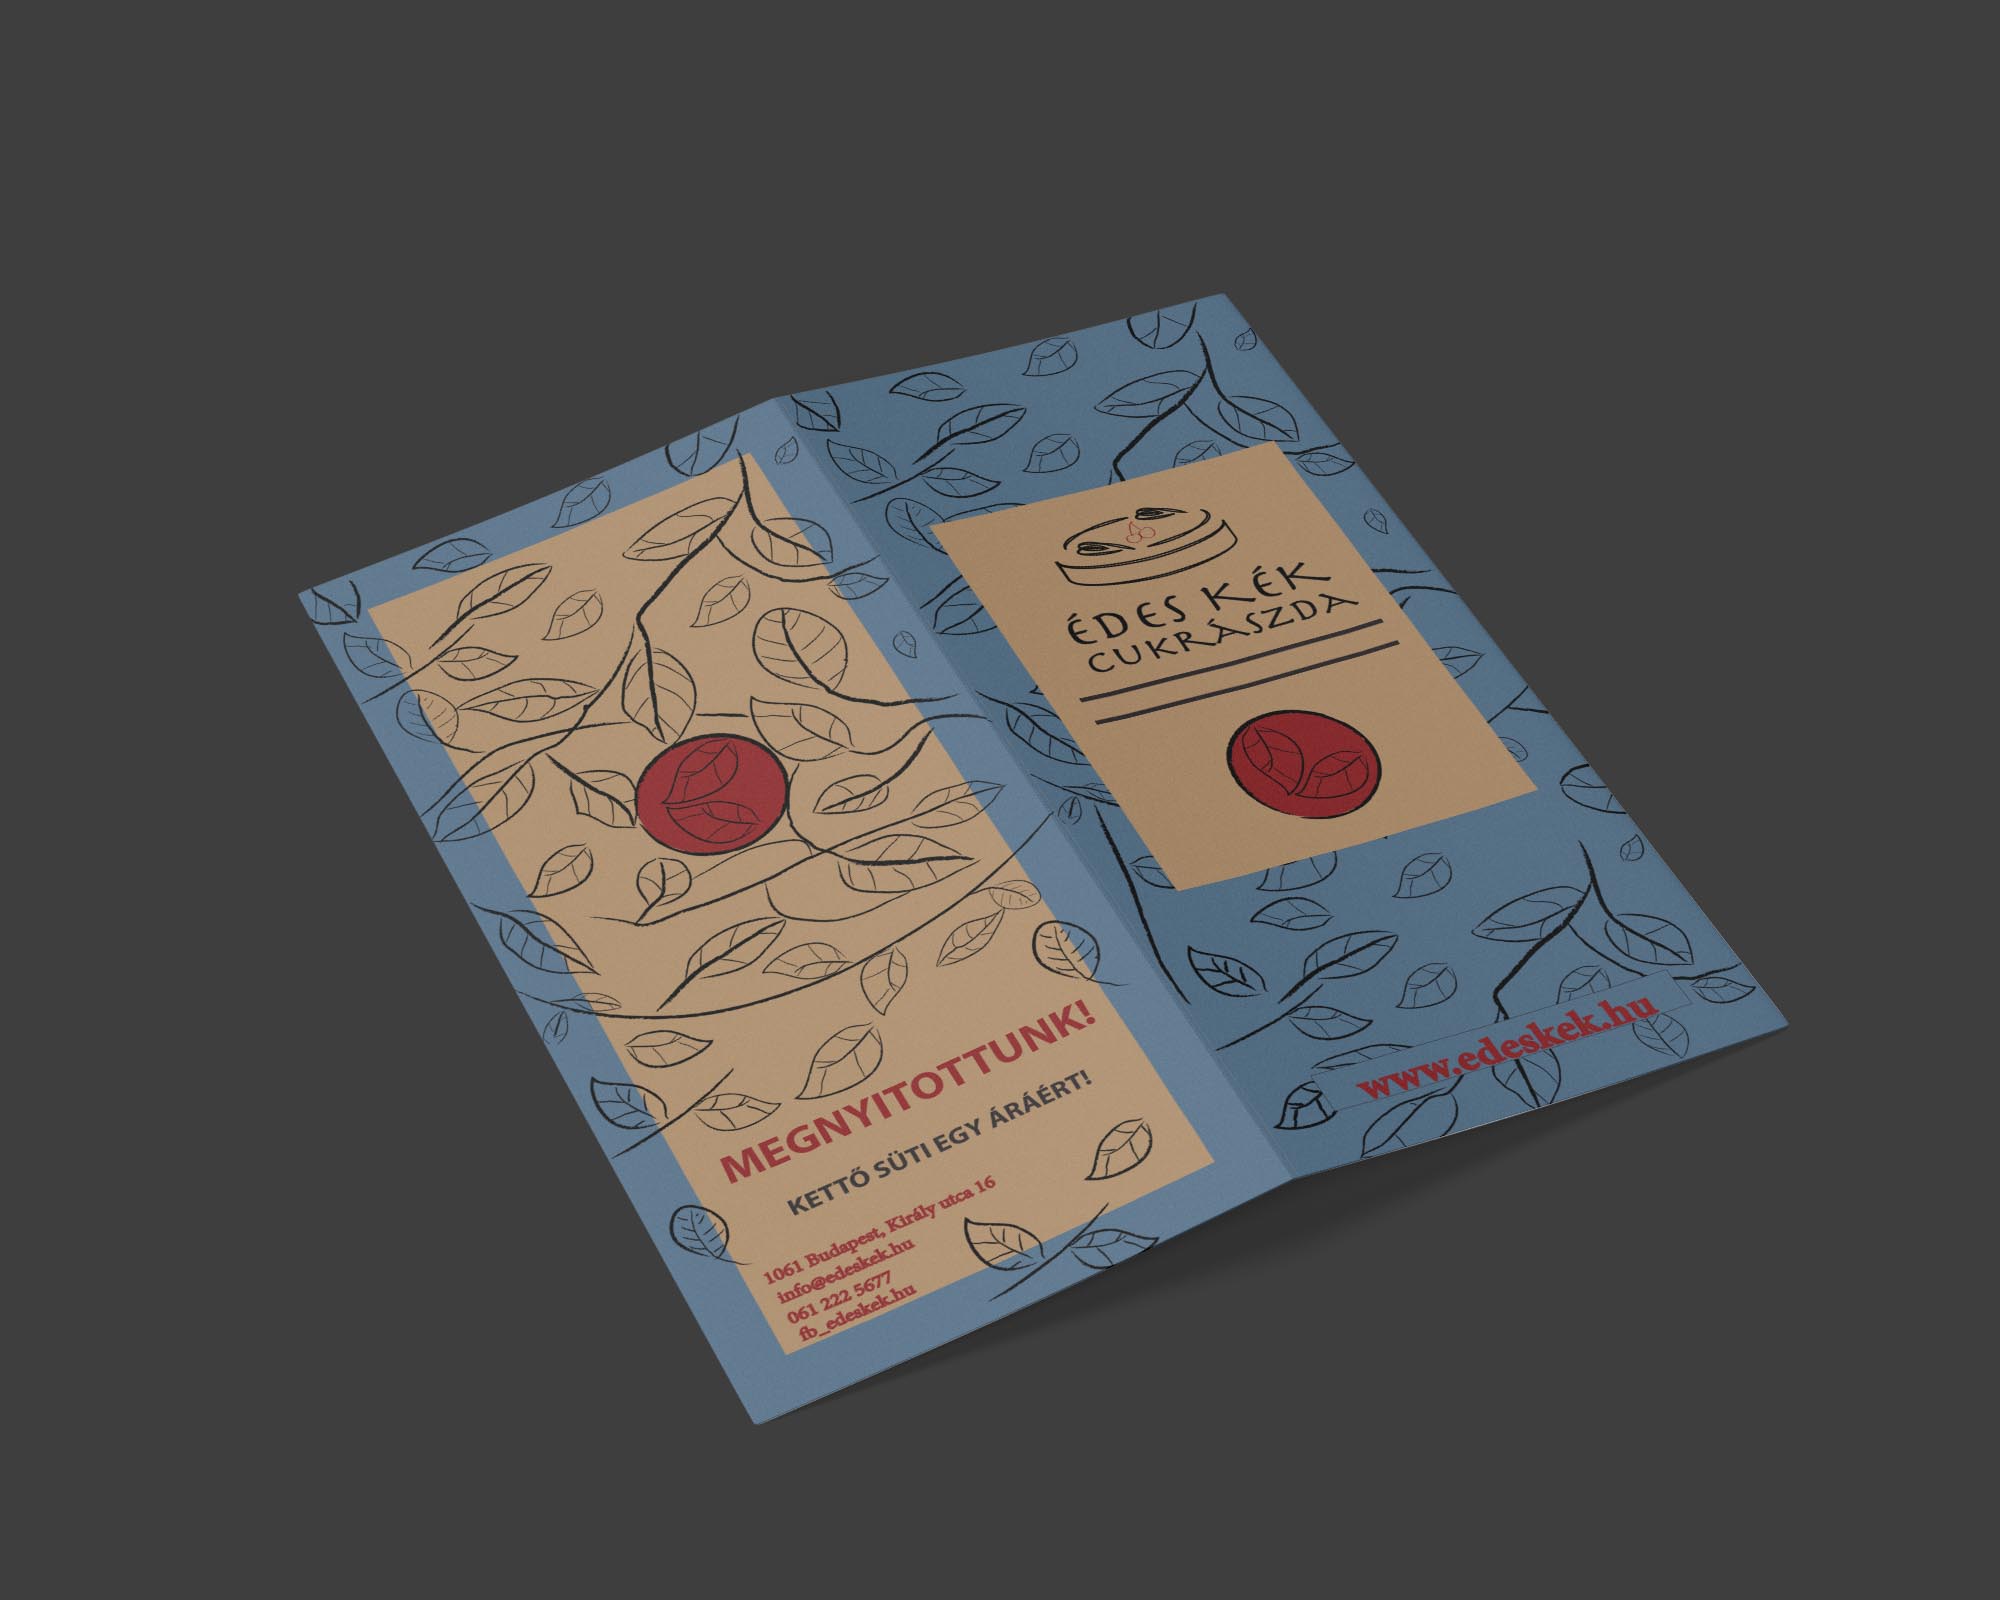 MEGNYITOTTUNK!
KETTŐ SÜTI EGY ÁRÁÉRT!
1061 Budapest, Király utca 16
info@edeskek.hu
061 222 5677
fb_edeskek.hu
ÉDES KÉK
CUKRÁSZDA
www.edeskek.hu